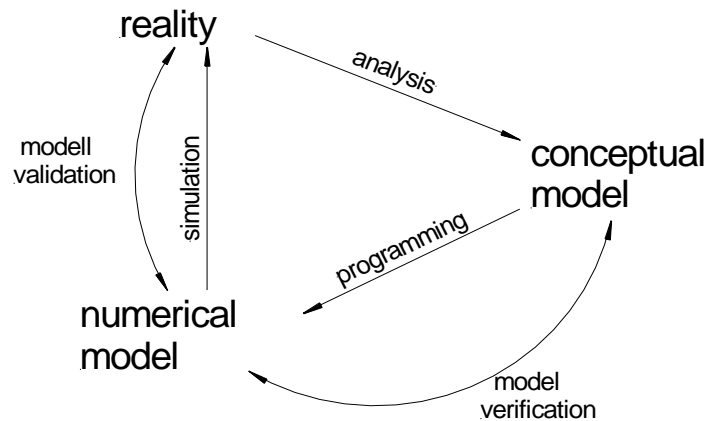 reality
analysis
modell
validation
simulation
conceptual
model
programming
numerical
model
model
verification